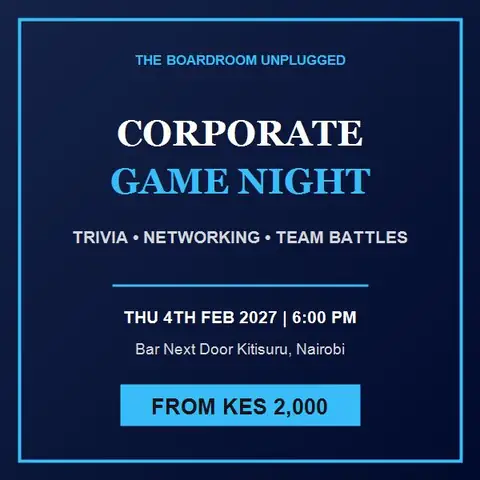 THE BOARDROOM UNPLUGGED
CORPORATE
GAME NIGHT
TRIVIA • NETWORKING • TEAM BATTLES
THU 4TH FEB 2027 | 6:00 PM
Bar Next Door Kitisuru, Nairobi
FROM KES 2,000